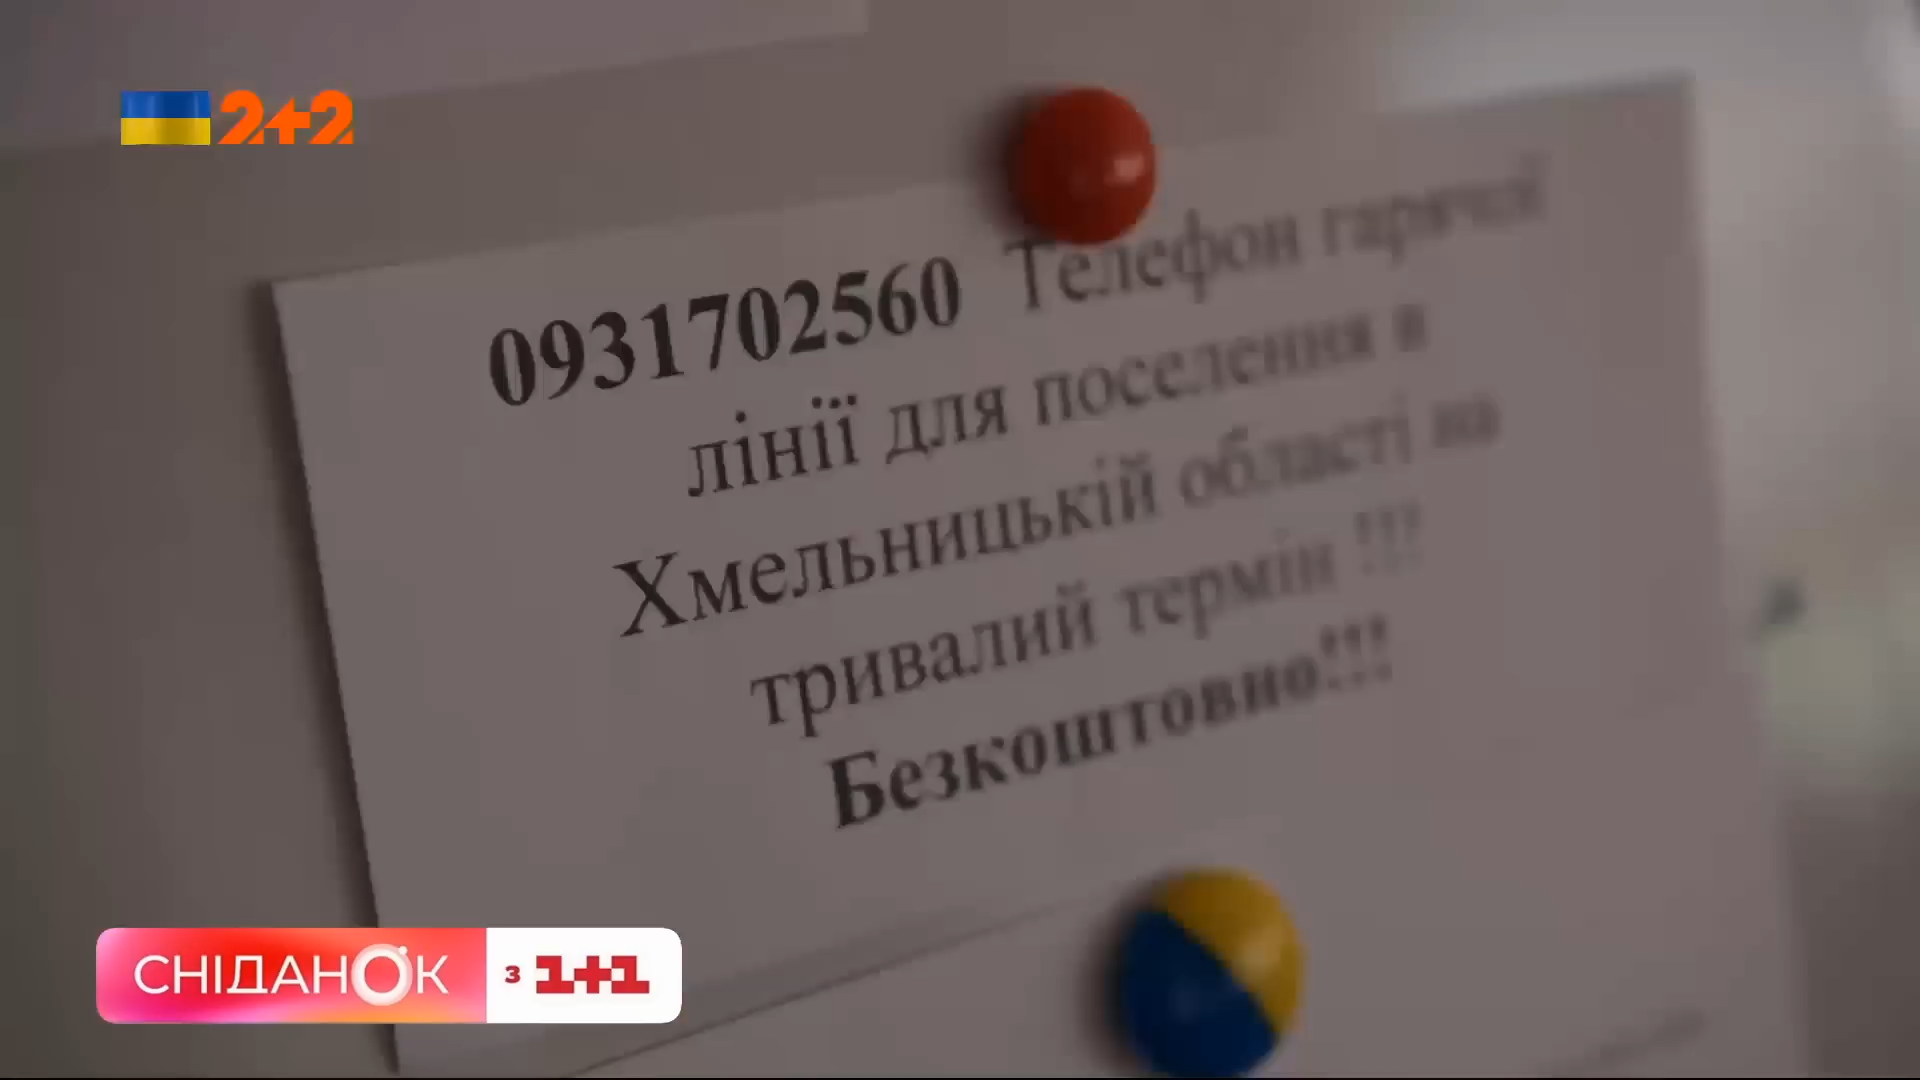 2+2
0931702560 Телефон гарячої
лінії для поселення в
Хмельницькій області на
тривалий термін !!!
Безкоштовно!!!
СНІДАНОК з 1+1